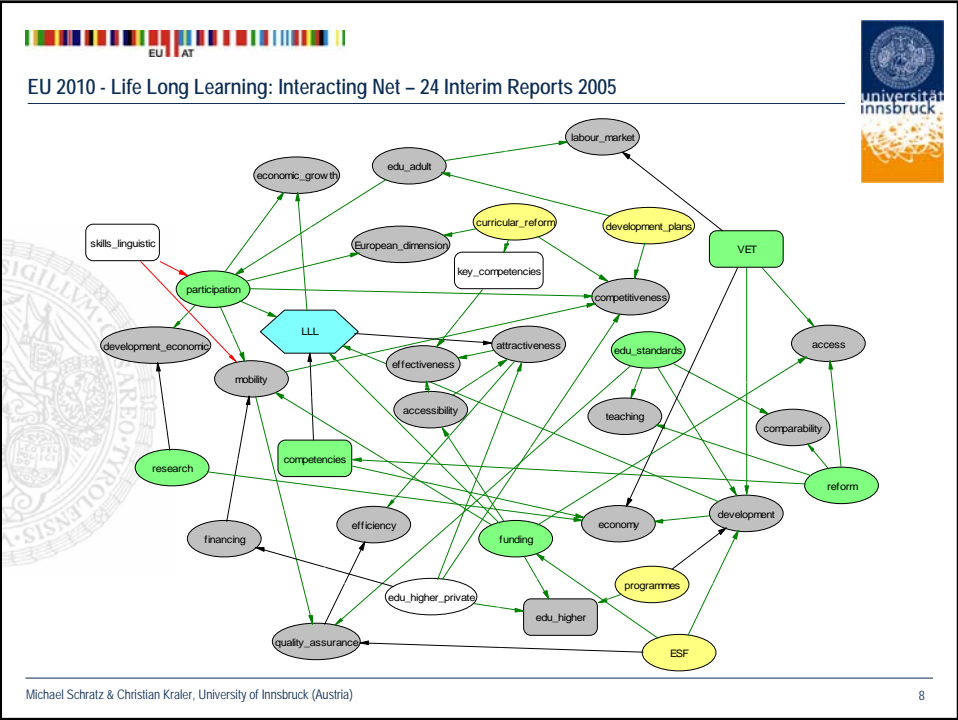 EU AT
EU 2010 - Life Long Learning: Interacting Net – 24 Interim Reports 2005
universität
innsbruck
labour_market
edu_adult
economic_growth
curricular_reform
development_plans
skills_linguistic
European_dimension
VET
key_competencies
participation
competitiveness
LLL
development_economic
attractiveness
edu_standards
access
effectiveness
mobility
accessibility
teaching
comparability
competencies
research
reform
development
efficiency
economy
financing
funding
programmes
edu_higher_private
edu_higher
quality_assurance
ESF
Michael Schratz & Christian Kraler, University of Innsbruck (Austria)
8